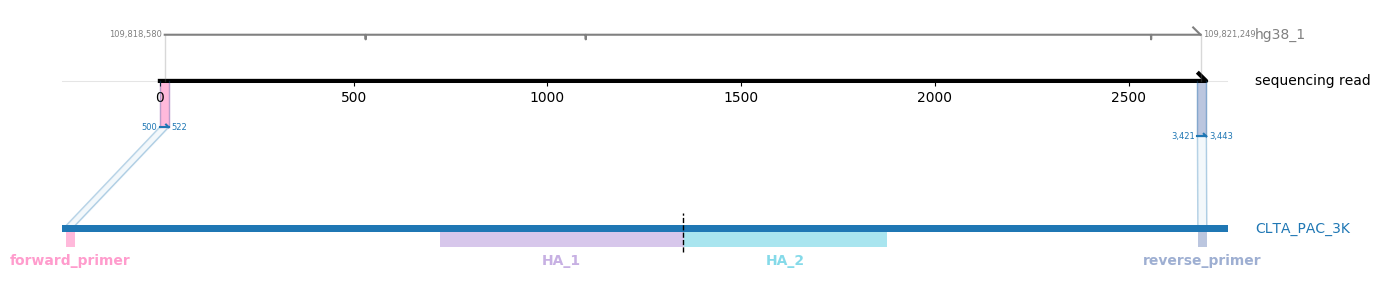 109,818,580 109,821,249 hg38_1
sequencing read
0 500 1000 1500 2000 2500
500 522
3,421 3,443
CLTA_PAC_3K
forward_primer HA_1 HA_2 reverse_primer